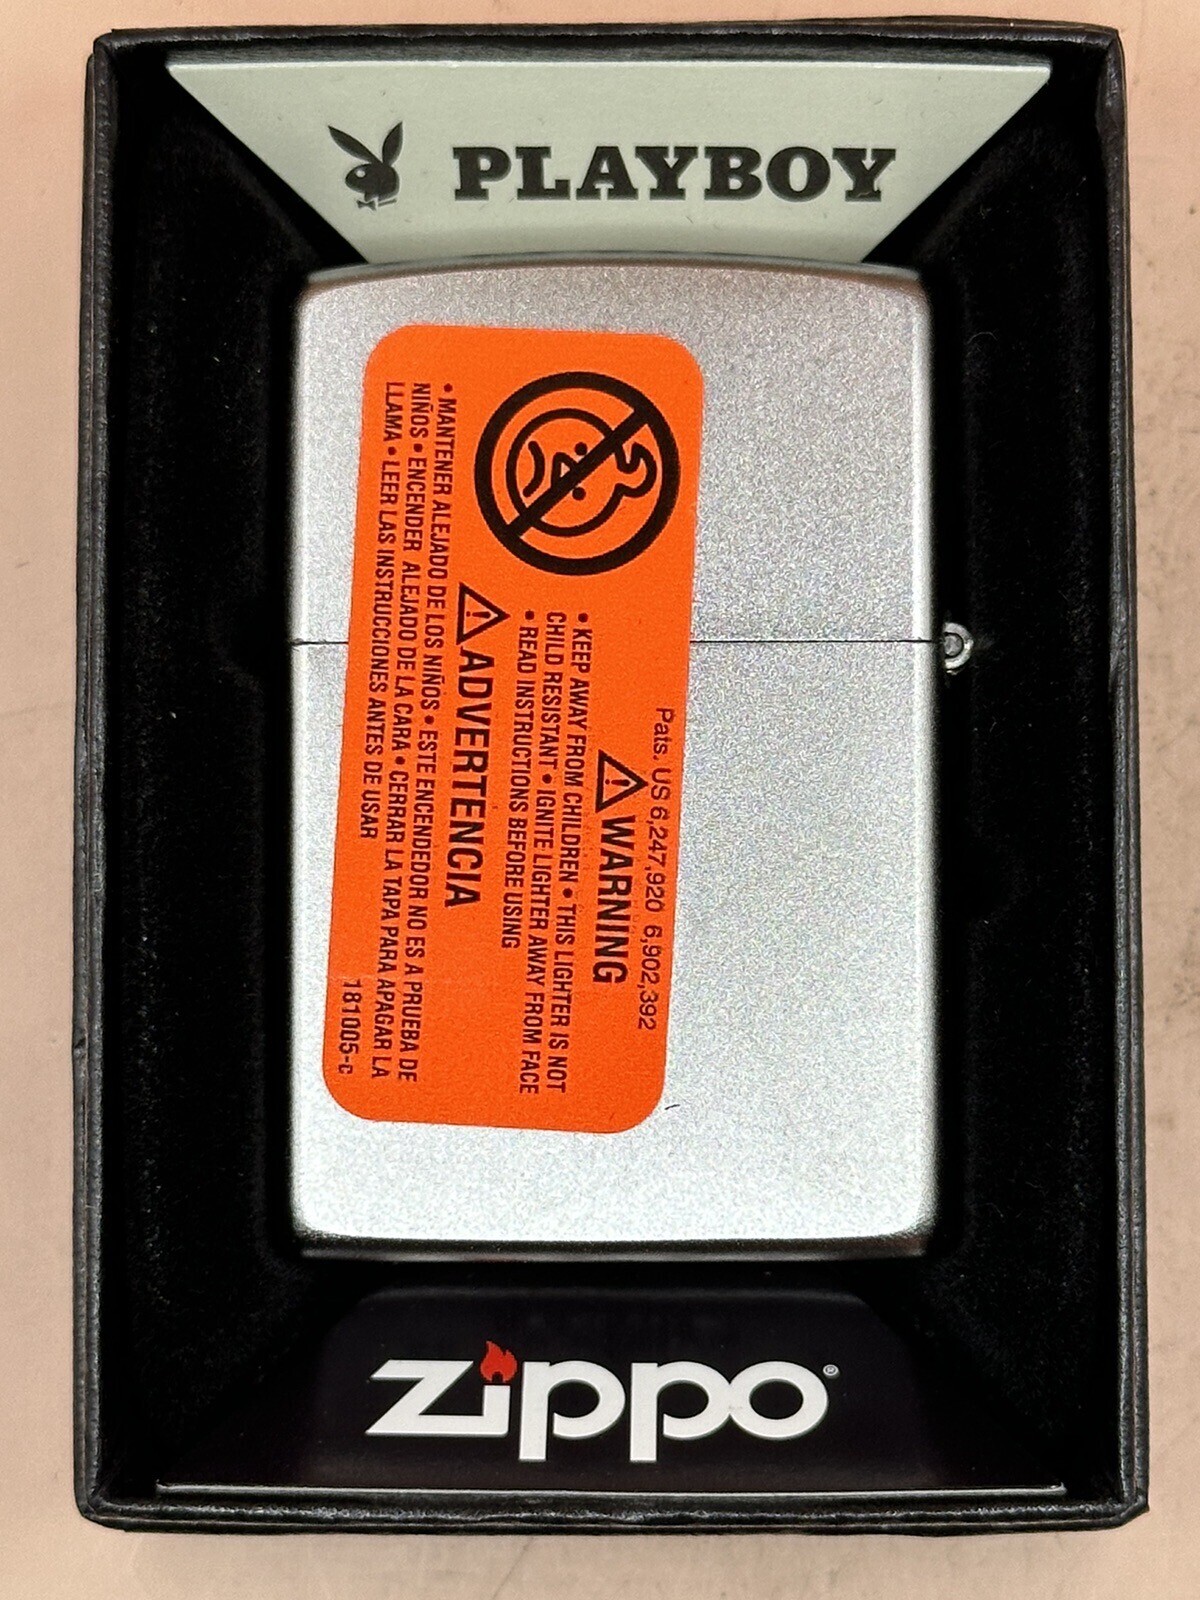 PLAYBOY
Pats. US 6,247,920 6,902,392
⚠WARNING
• KEEP AWAY FROM CHILDREN • THIS LIGHTER IS NOT
CHILD RESISTANT • IGNITE LIGHTER AWAY FROM FACE
• READ INSTRUCTIONS BEFORE USING
⚠ADVERTENCIA
• MANTENER ALEJADO DE LOS NIÑOS • ESTE ENCENDEDOR NO ES A PRUEBA DE
NIÑOS • ENCENDER ALEJADO DE LA CARA • CERRAR LA TAPA PARA APAGAR LA
LLAMA • LEER LAS INSTRUCCIONES ANTES DE USAR
181005-c
Zippo®